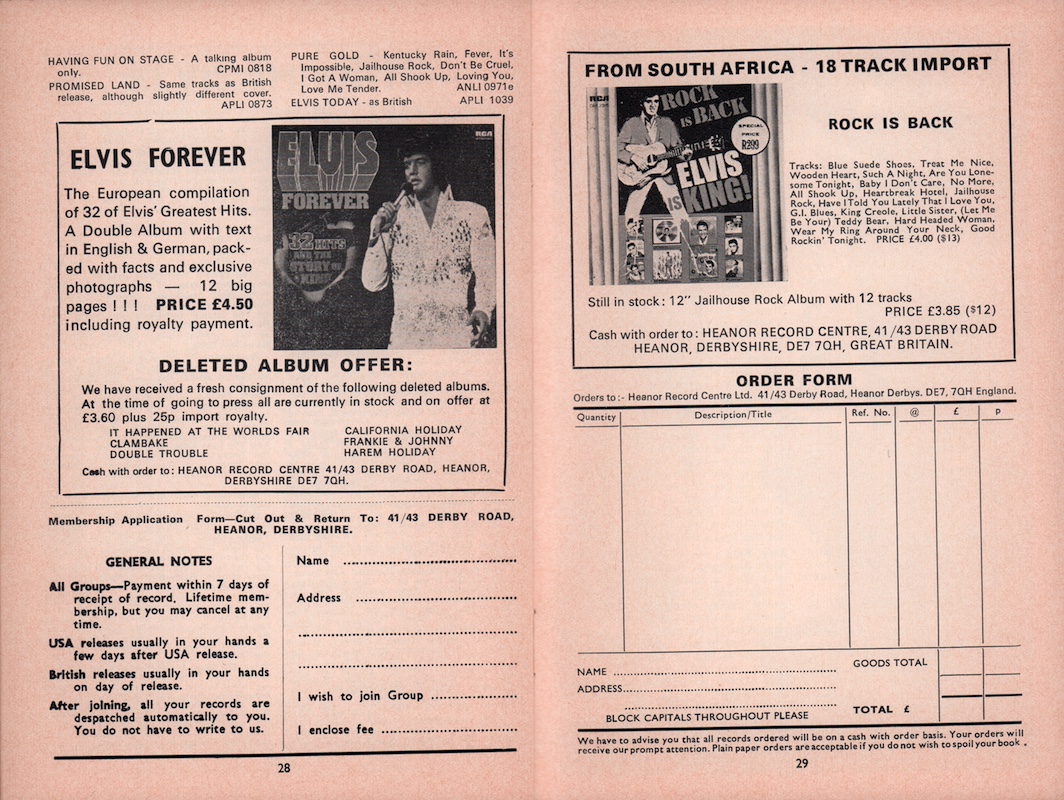 HAVING FUN ON STAGE - A talking album
only. CPMI 0818
PROMISED LAND - Same tracks as British
release, although slightly different cover.
APLI 0873
PURE GOLD - Kentucky Rain, Fever, It's
Impossible, Jailhouse Rock, Don't Be Cruel,
I Got A Woman, All Shook Up, Loving You,
Love Me Tender. ANLI 0971e
ELVIS TODAY - as British APLI 1039
ELVIS FOREVER
The European compilation
of 32 of Elvis' Greatest Hits.
A Double Album with text
in English & German, pack-
ed with facts and exclusive
photographs — 12 big
pages ! ! ! PRICE £4.50
including royalty payment.
RCA
ELVIS
FOREVER
32 HITS
AND THE
STORY OF
A KING
DELETED ALBUM OFFER:
We have received a fresh consignment of the following deleted albums.
At the time of going to press all are currently in stock and on offer at
£3.60 plus 25p import royalty.
IT HAPPENED AT THE WORLDS FAIR
CLAMBAKE
DOUBLE TROUBLE
CALIFORNIA HOLIDAY
FRANKIE & JOHNNY
HAREM HOLIDAY
Cash with order to: HEANOR RECORD CENTRE 41/43 DERBY ROAD, HEANOR,
DERBYSHIRE DE7 7QH.
Membership Application Form—Cut Out & Return To: 41/43 DERBY ROAD,
HEANOR, DERBYSHIRE.
GENERAL NOTES
All Groups—Payment within 7 days of
receipt of record. Lifetime mem-
bership, but you may cancel at any
time.
USA releases usually in your hands a
few days after USA release.
British releases usually in your hands
on day of release.
After joining, all your records are
despatched automatically to you.
You do not have to write to us.
Name
Address
I wish to join Group
I enclose fee
28
FROM SOUTH AFRICA - 18 TRACK IMPORT
RCA
ROCK
IS BACK
SPECIAL
PRICE
R299
ELVIS
IS KING!
ROCK IS BACK
Tracks: Blue Suede Shoes, Treat Me Nice,
Wooden Heart, Such A Night, Are You Lone-
some Tonight, Baby I Don't Care, No More,
All Shook Up, Heartbreak Hotel, Jailhouse
Rock, Have I Told You Lately That I Love You,
G.I. Blues, King Creole, Little Sister, (Let Me
Be Your) Teddy Bear, Hard Headed Woman,
Wear My Ring Around Your Neck, Good
Rockin' Tonight. PRICE £4.00 ($13)
Still in stock: 12" Jailhouse Rock Album with 12 tracks
PRICE £3.85 ($12)
Cash with order to: HEANOR RECORD CENTRE, 41/43 DERBY ROAD
HEANOR, DERBYSHIRE, DE7 7QH, GREAT BRITAIN.
ORDER FORM
Orders to:- Heanor Record Centre Ltd. 41/43 Derby Road, Heanor Derbys. DE7, 7QH England.
Quantity Description/Title Ref. No. @ £ p
NAME
ADDRESS
BLOCK CAPITALS THROUGHOUT PLEASE
GOODS TOTAL
TOTAL £
We have to advise you that all records ordered will be on a cash with order basis. Your orders will
receive our prompt attention. Plain paper orders are acceptable if you do not wish to spoil your book.
29